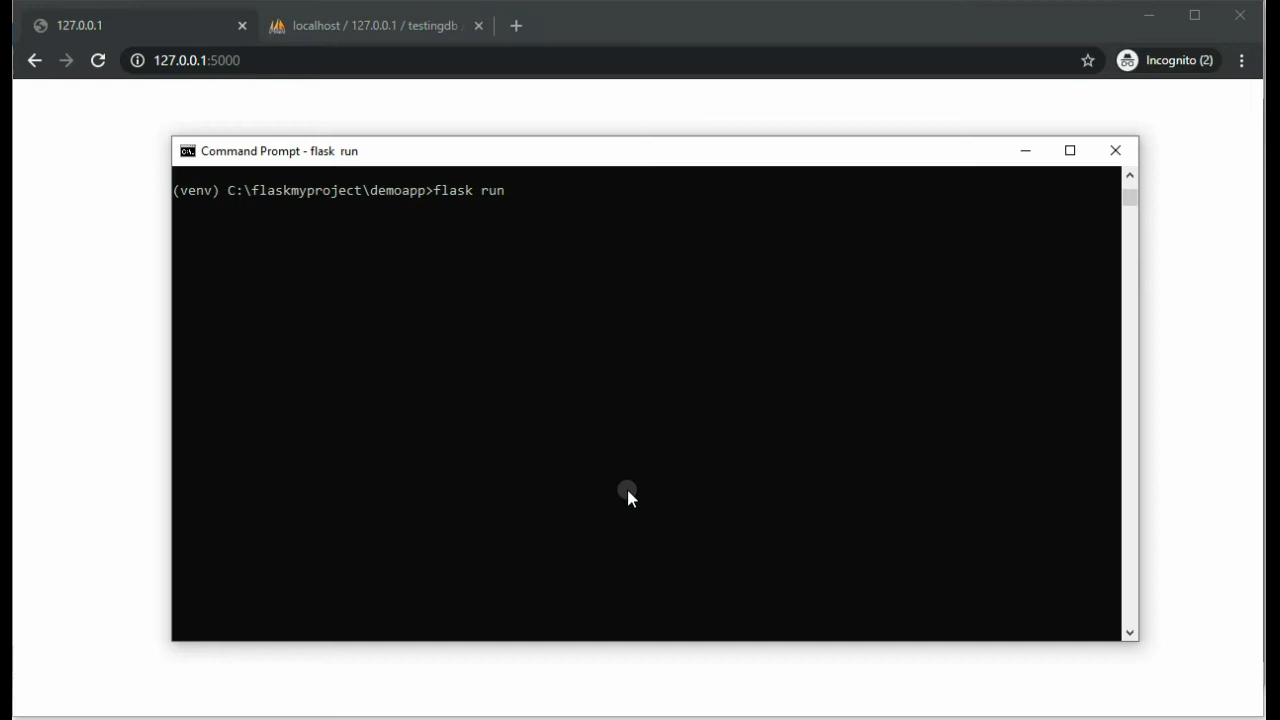 127.0.0.1
localhost / 127.0.0.1 / testingdb
127.0.0.1:5000
Incognito (2)
Command Prompt - flask run
(venv) C:\flaskmyproject\demoapp>flask run